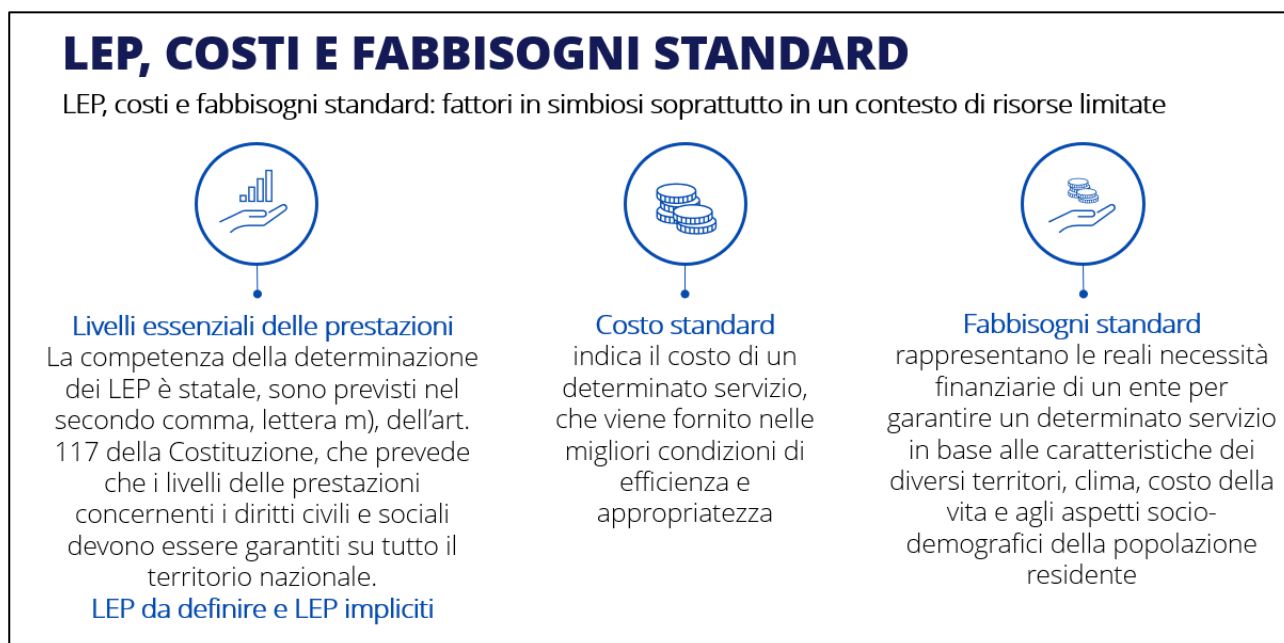 LEP, COSTI E FABBISOGNI STANDARD
LEP, costi e fabbisogni standard: fattori in simbiosi soprattutto in un contesto di risorse limitate
Livelli essenziali delle prestazioni
La competenza della determinazione
dei LEP è statale, sono previsti nel
secondo comma, lettera m), dell’art.
117 della Costituzione, che prevede
che i livelli delle prestazioni
concernenti i diritti civili e sociali
devono essere garantiti su tutto il
territorio nazionale.
LEP da definire e LEP impliciti
Costo standard
indica il costo di un
determinato servizio,
che viene fornito nelle
migliori condizioni di
efficienza e
appropriatezza
Fabbisogni standard
rappresentano le reali necessità
finanziarie di un ente per
garantire un determinato servizio
in base alle caratteristiche dei
diversi territori, clima, costo della
vita e agli aspetti socio-
demografici della popolazione
residente